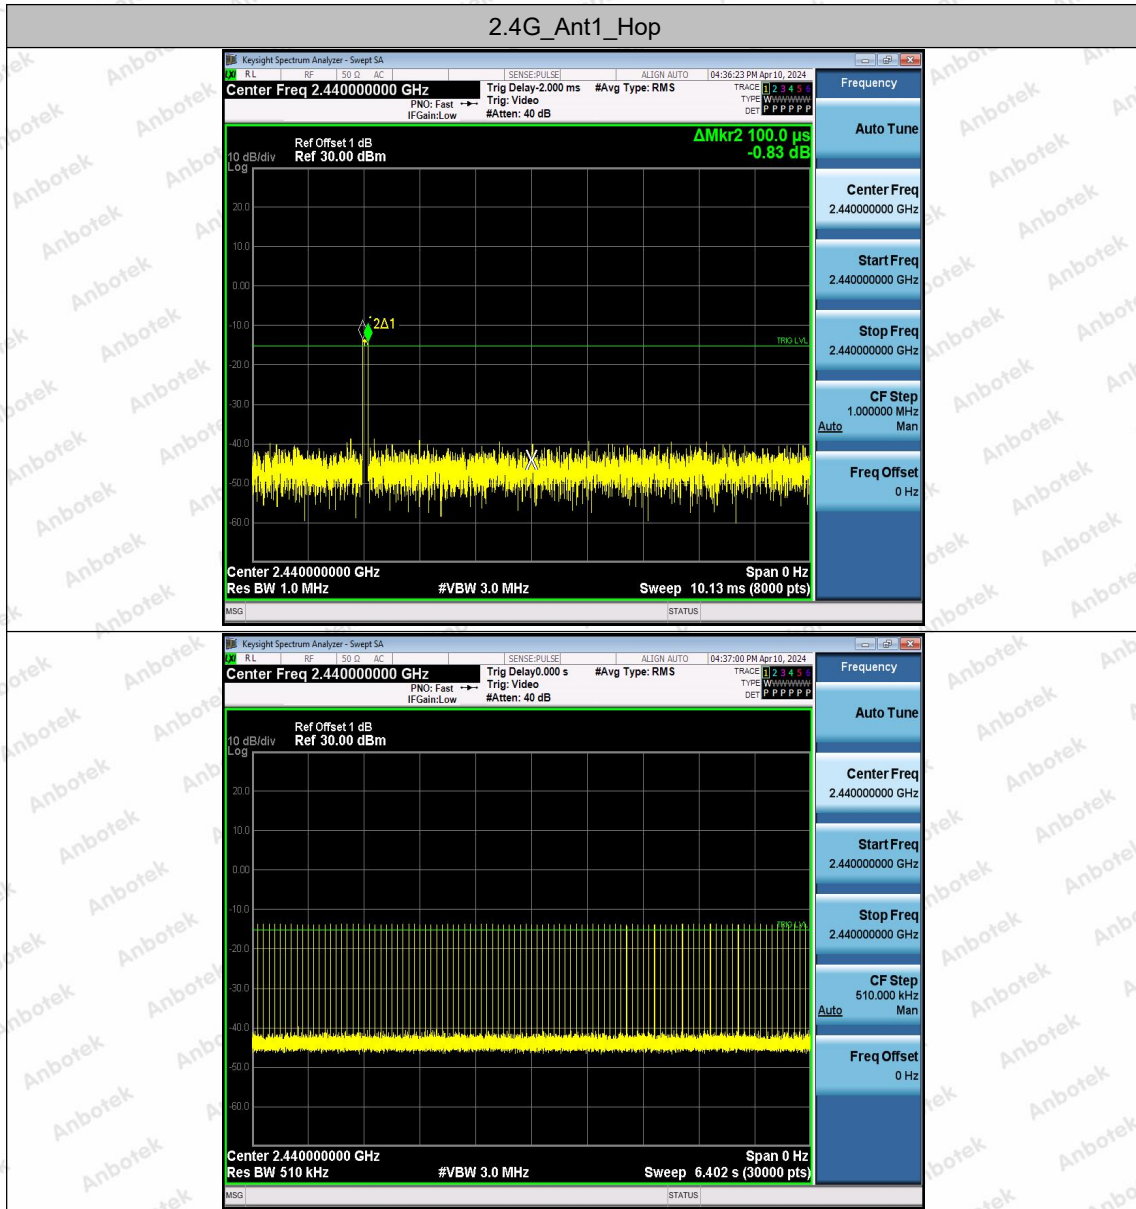 2.4G_Ant1_Hop
Keysight Spectrum Analyzer - Swept SA
LXI RL RF 50 Ω AC SENSE:PULSE ALIGN AUTO 04:36:23 PM Apr 10, 2024
Center Freq 2.440000000 GHz
PNO: Fast
IFGain:Low
Trig Delay-2.000 ms
Trig: Video
#Atten: 40 dB
#Avg Type: RMS
TRACE 1 2 3 4 5 6
TYPE WWWWWW
DET P P P P P P
Ref Offset 1 dB
10 dB/div Ref 30.00 dBm
Log
ΔMkr2 100.0 µs
-0.83 dB
20.0
10.0
0.00
-10.0
2Δ1
TRIG LVL
-20.0
-30.0
-40.0
X
-50.0
-60.0
Center 2.440000000 GHz Span 0 Hz
Res BW 1.0 MHz #VBW 3.0 MHz Sweep 10.13 ms (8000 pts)
MSG STATUS
Frequency
Auto Tune
Center Freq
2.440000000 GHz
Start Freq
2.440000000 GHz
Stop Freq
2.440000000 GHz
CF Step
1.000000 MHz
Auto Man
Freq Offset
0 Hz
Keysight Spectrum Analyzer - Swept SA
LXI RL RF 50 Ω AC SENSE:PULSE ALIGN AUTO 04:37:00 PM Apr 10, 2024
Center Freq 2.440000000 GHz
PNO: Fast
IFGain:Low
Trig Delay0.000 s
Trig: Video
#Atten: 40 dB
#Avg Type: RMS
TRACE 1 2 3 4 5 6
TYPE WWWWWW
DET P P P P P P
Ref Offset 1 dB
10 dB/div Ref 30.00 dBm
Log
20.0
10.0
0.00
-10.0
TRIG LVL
-20.0
-30.0
-40.0
-50.0
-60.0
Center 2.440000000 GHz Span 0 Hz
Res BW 510 kHz #VBW 3.0 MHz Sweep 6.402 s (30000 pts)
MSG STATUS
Frequency
Auto Tune
Center Freq
2.440000000 GHz
Start Freq
2.440000000 GHz
Stop Freq
2.440000000 GHz
CF Step
510.000 kHz
Auto Man
Freq Offset
0 Hz
Anbotek